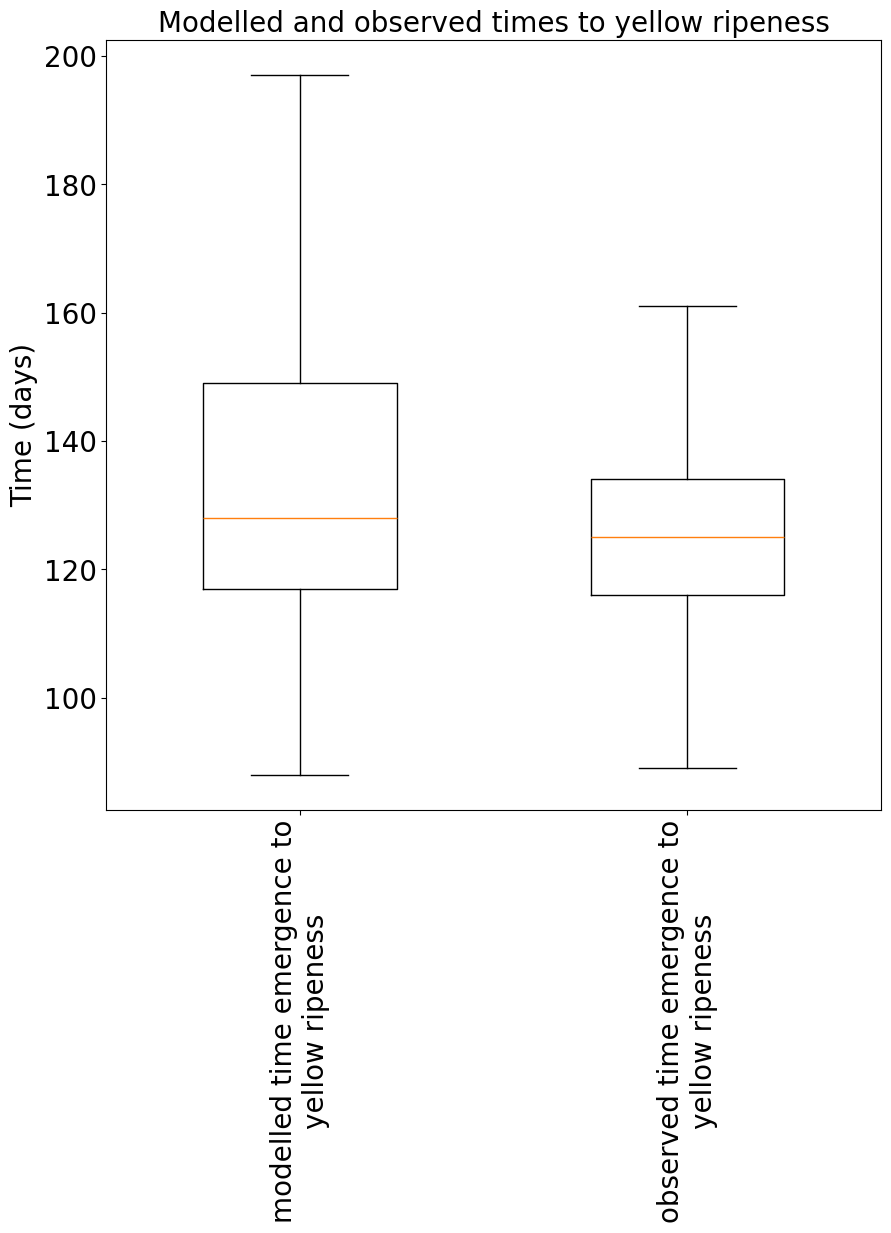 Modelled and observed times to yellow ripeness
Time (days)
200
180
160
140
120
100
modelled time emergence to
yellow ripeness
observed time emergence to
yellow ripeness